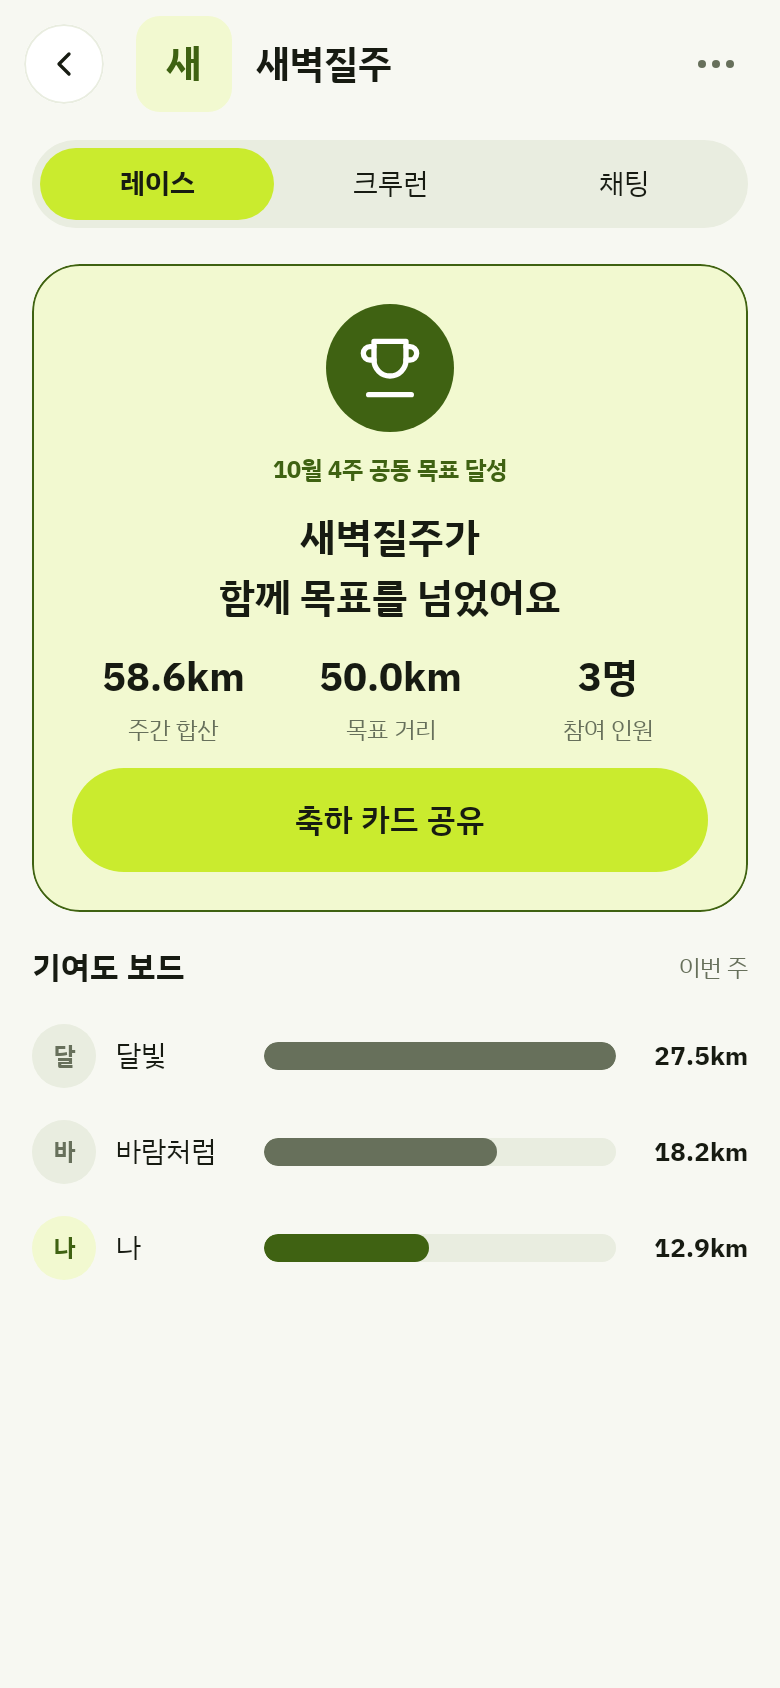 새 새벽질주
레이스 크루런 채팅
10월 4주 공동 목표 달성
새벽질주가
함께 목표를 넘었어요
58.6km 50.0km 3명
주간 합산 목표 거리 참여 인원
축하 카드 공유
기여도 보드 이번 주
달 달빛 27.5km
바 바람처럼 18.2km
나 나 12.9km